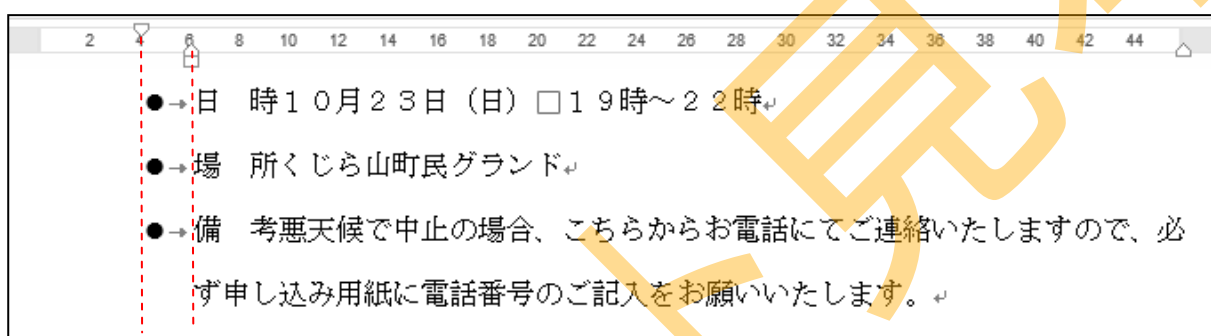 2 4 6 8 10 12 14 16 18 20 22 24 26 28 30 32 34 36 38 40 42 44
●→日　時１０月２３日（日）□１９時～２２時↵
●→場　所くじら山町民グランド↵
●→備　考悪天候で中止の場合、こちらからお電話にてご連絡いたしますので、必
ず申し込み用紙に電話番号のご記入をお願いいたします。↵